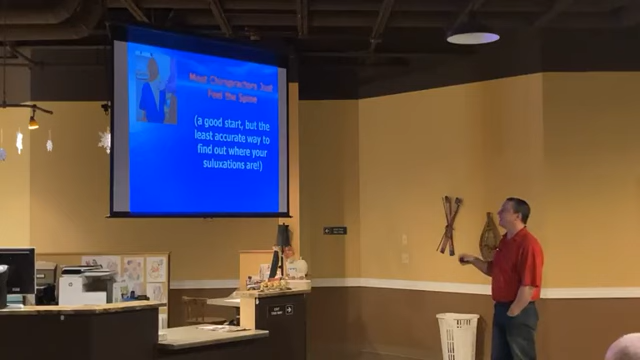 Most Chiropractors Just
Feel the Spine
(a good start, but the
least accurate way to
find out where your
suluxations are!)